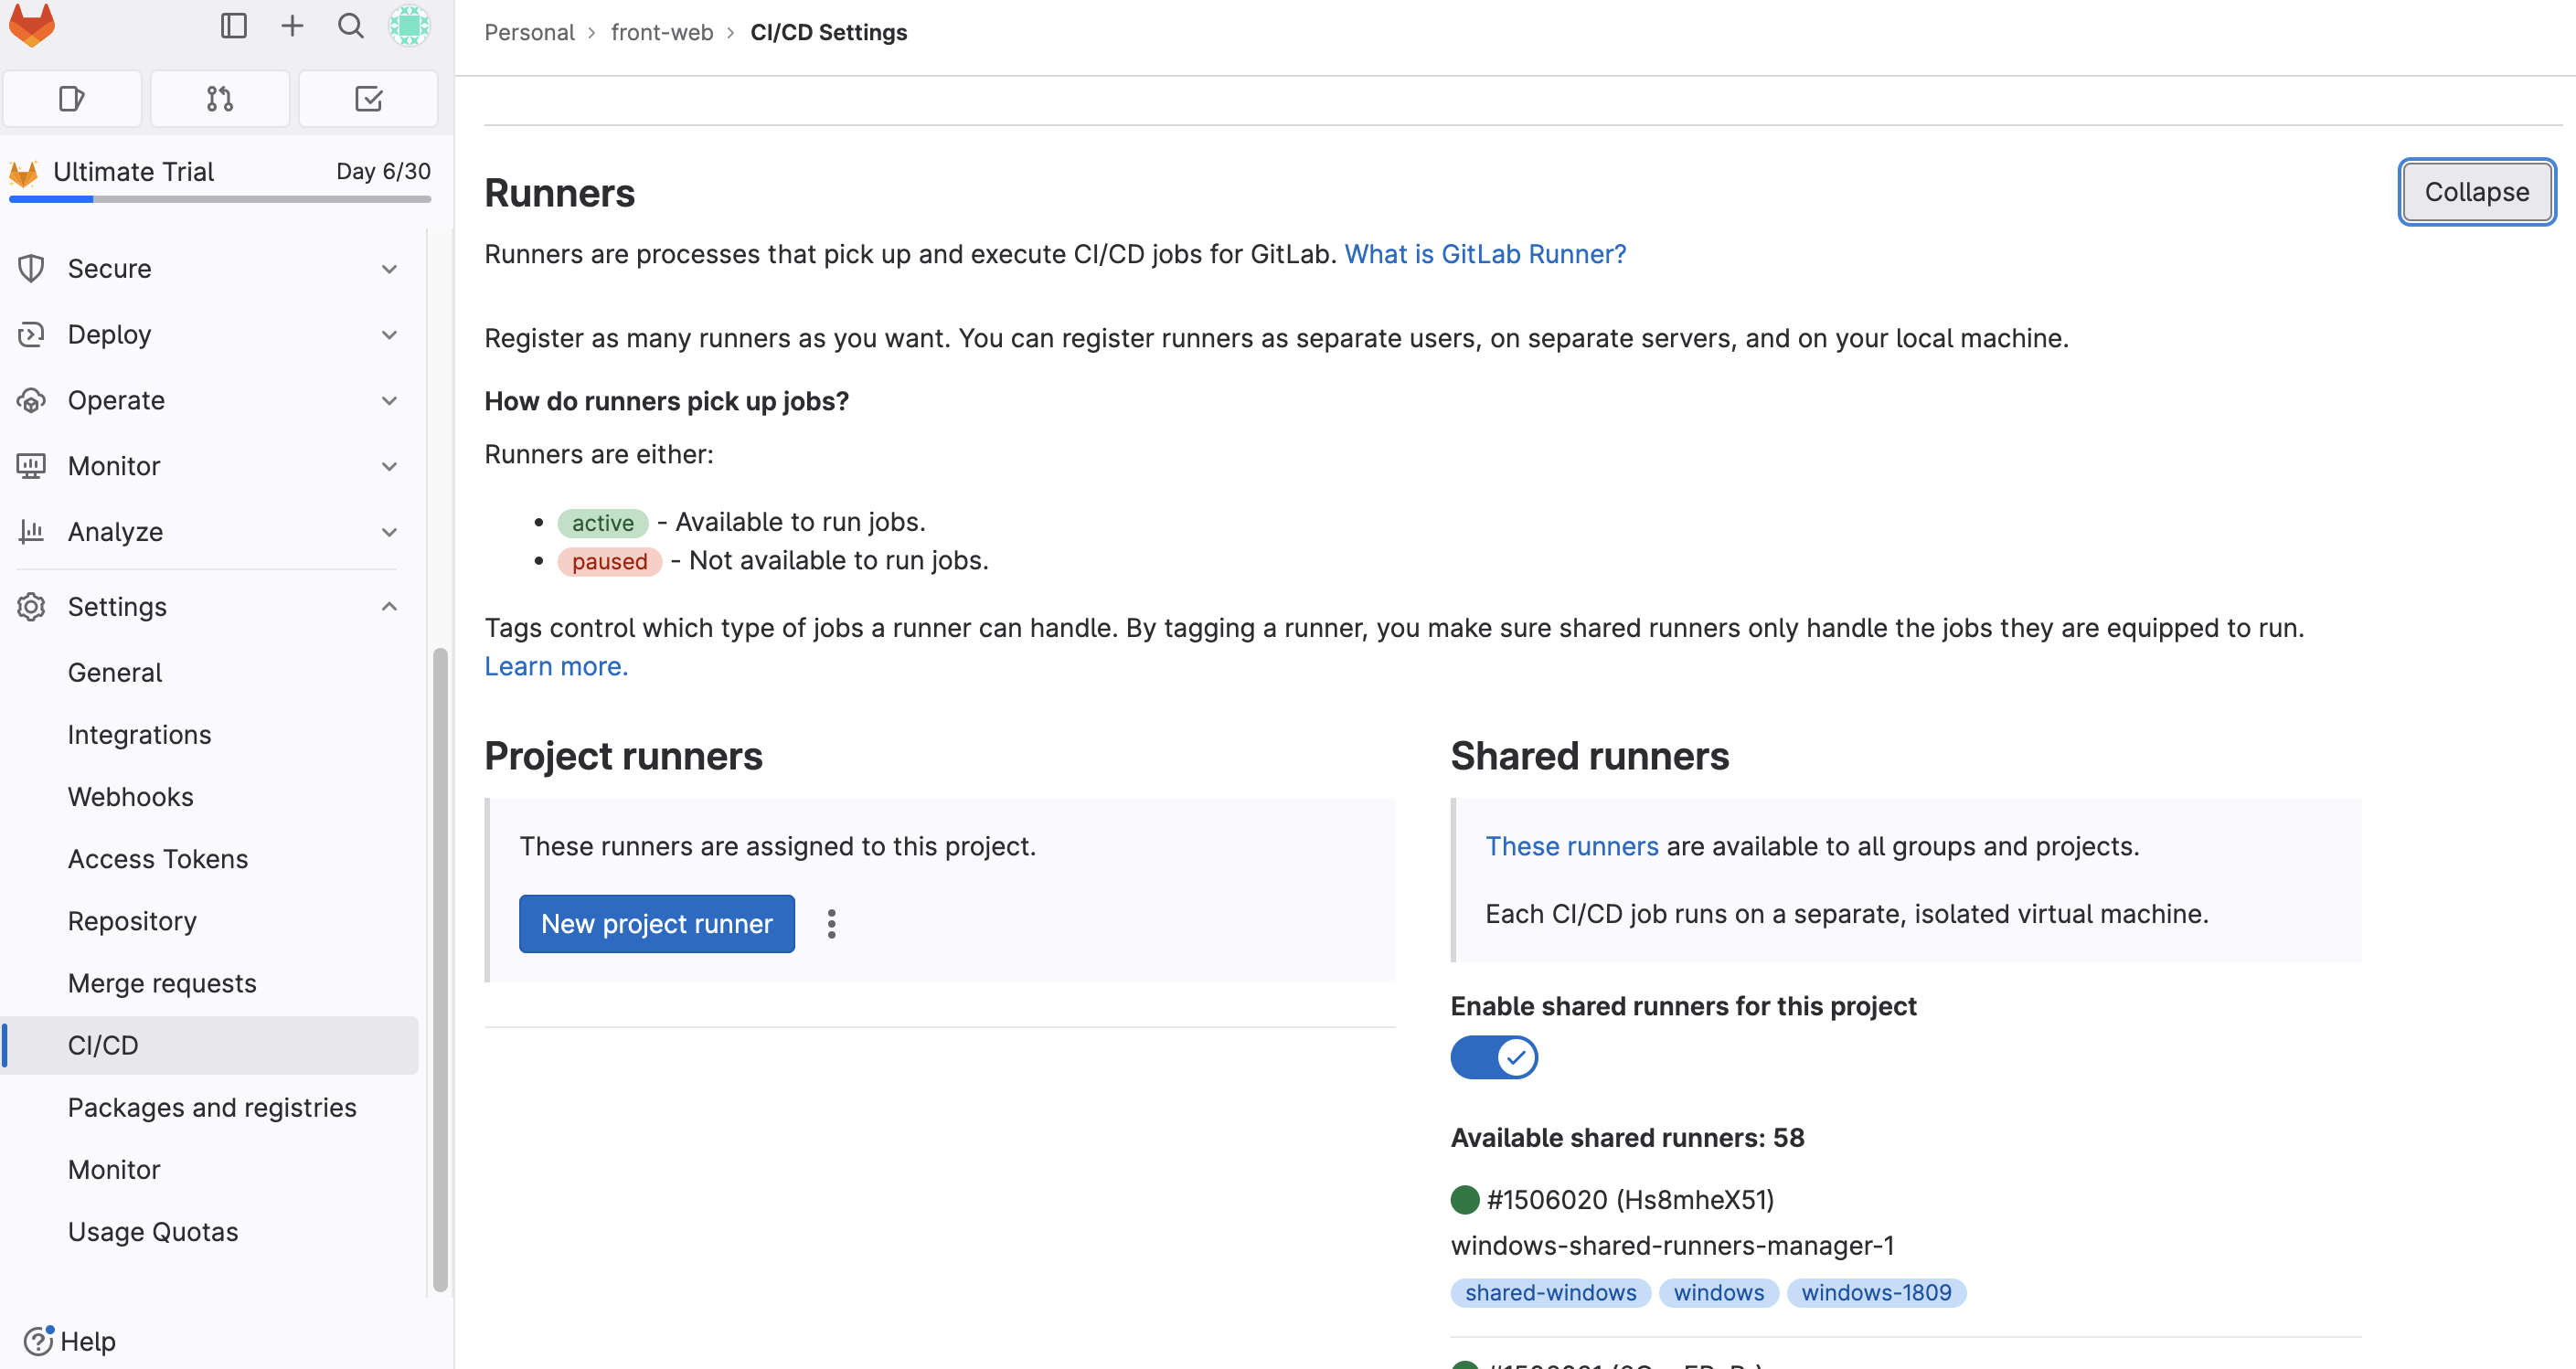 Personal › front-web › CI/CD Settings
Ultimate Trial Day 6/30
Secure
Deploy
Operate
Monitor
Analyze
Settings
General
Integrations
Webhooks
Access Tokens
Repository
Merge requests
CI/CD
Packages and registries
Monitor
Usage Quotas
Help
Runners
Collapse
Runners are processes that pick up and execute CI/CD jobs for GitLab. What is GitLab Runner?
Register as many runners as you want. You can register runners as separate users, on separate servers, and on your local machine.
How do runners pick up jobs?
Runners are either:
• active - Available to run jobs.
• paused - Not available to run jobs.
Tags control which type of jobs a runner can handle. By tagging a runner, you make sure shared runners only handle the jobs they are equipped to run.
Learn more.
Project runners
These runners are assigned to this project.
New project runner
Shared runners
These runners are available to all groups and projects.
Each CI/CD job runs on a separate, isolated virtual machine.
Enable shared runners for this project
Available shared runners: 58
#1506020 (Hs8mheX51)
windows-shared-runners-manager-1
shared-windows windows windows-1809